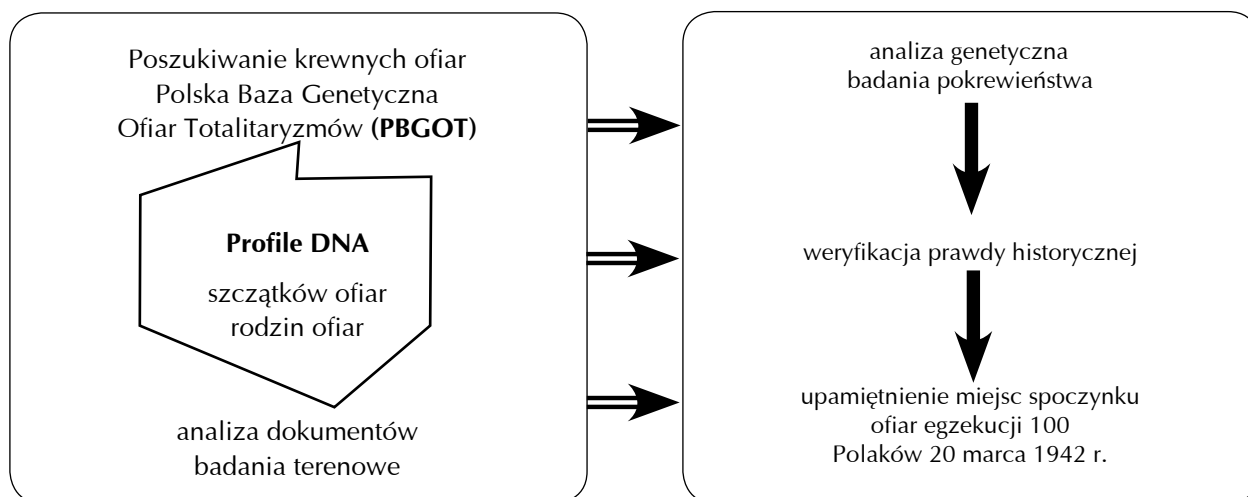 Poszukiwanie krewnych ofiar
Polska Baza Genetyczna
Ofiar Totalitaryzmów (PBGOT)
Profile DNA
szczątków ofiar
rodzin ofiar
analiza dokumentów
badania terenowe
analiza genetyczna
badania pokrewieństwa
weryfikacja prawdy historycznej
upamiętnienie miejsc spoczynku
ofiar egzekucji 100
Polaków 20 marca 1942 r.